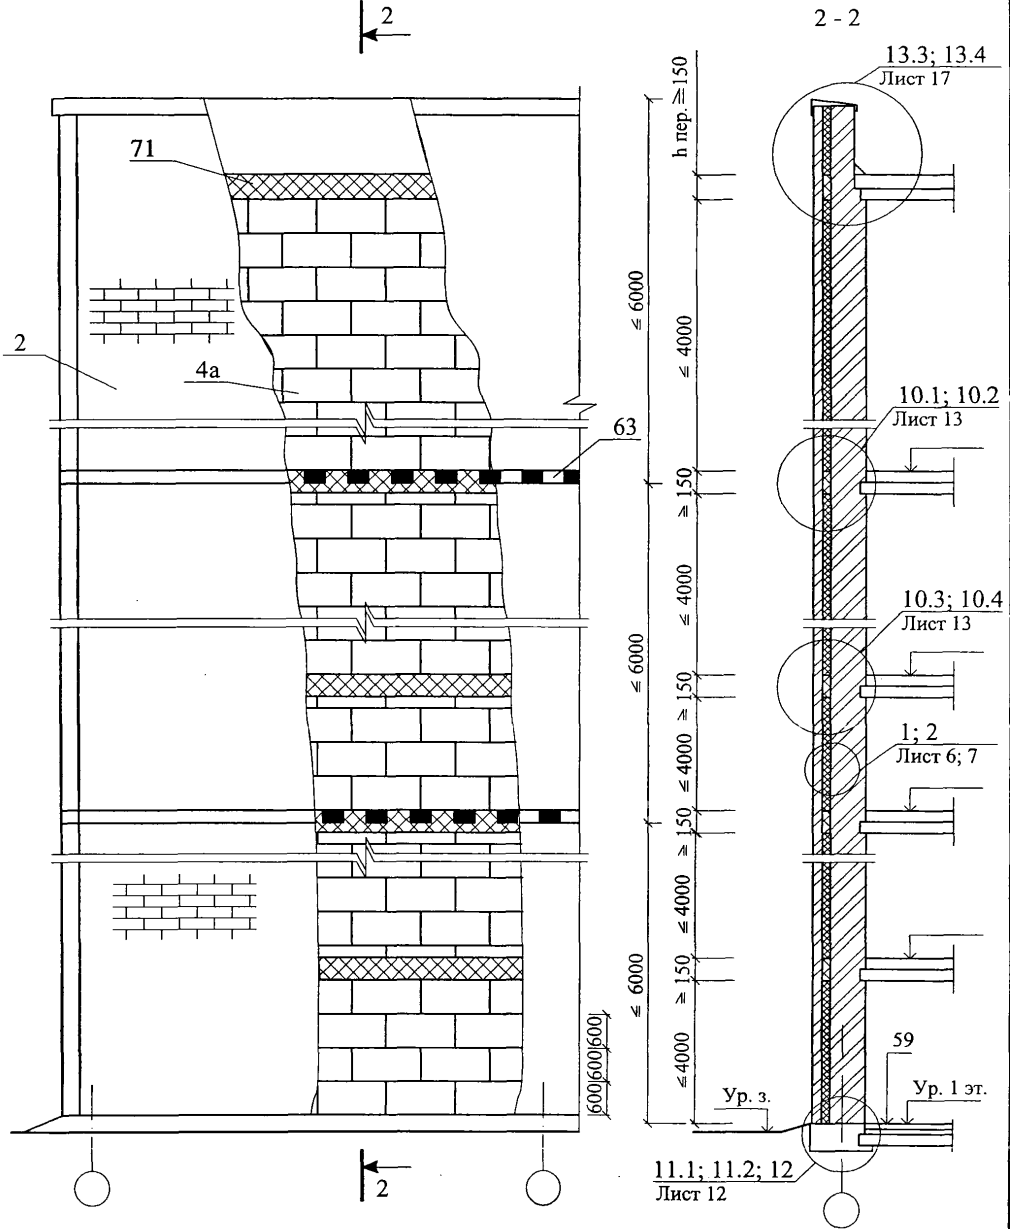 2
2 - 2
13.3; 13.4
Лист 17
h пер. ≥ 150
71
≤ 6000
≤ 4000
2
4а
10.1; 10.2
Лист 13
63
≥ 150
≤ 4000
10.3; 10.4
Лист 13
≤ 6000
≥ 150
1; 2
Лист 6; 7
≤4000
≥ 150
≤4000
≤ 6000
≥ 150
600
600
600
≤4000
59
Ур. з.
Ур. 1 эт.
11.1; 11.2; 12
Лист 12
2